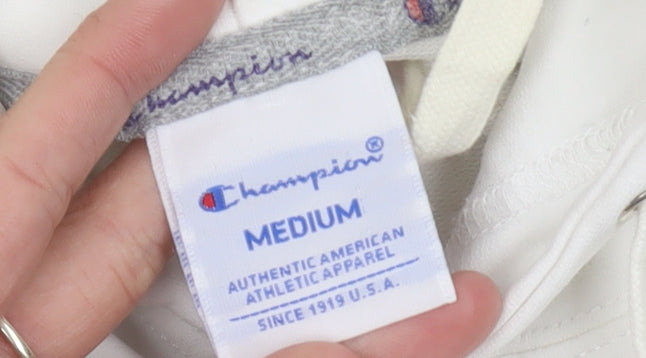 Champion
Champion®
MEDIUM
AUTHENTIC AMERICAN
ATHLETIC APPAREL
SINCE 1919 U.S.A.